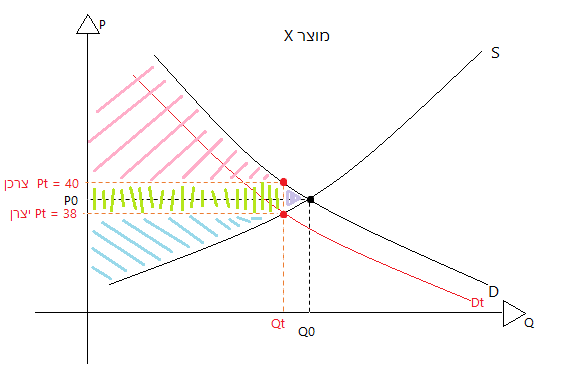 P
מוצר X
S
צרכן Pt = 40
P0
יצרן Pt = 38
D
Dt
Qt
Q0
Q